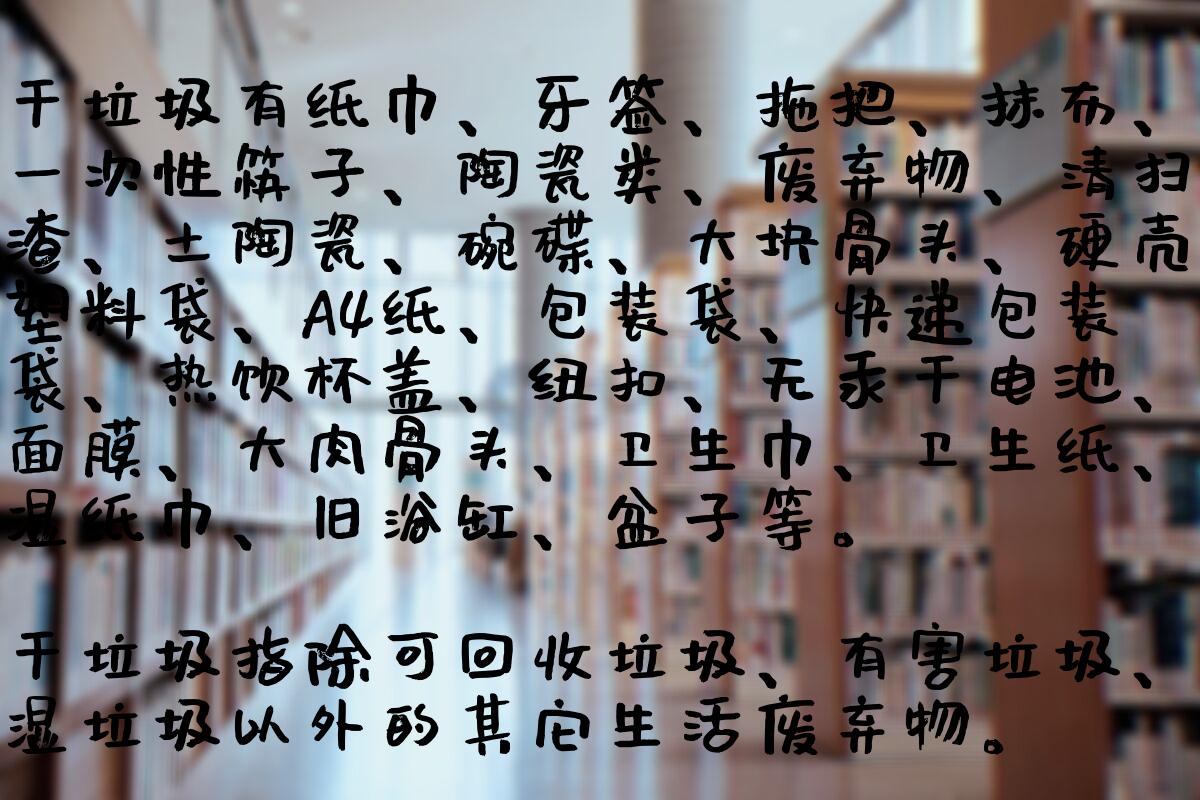 干垃圾有纸巾、牙签、拖把、抹布、
一次性筷子、陶瓷类、废弃物、清扫
渣、土陶瓷、碗碟、大块骨头、硬壳
塑料袋、A4纸、包装袋、快递包装
袋、热饮杯盖、纽扣、无汞干电池、
面膜、大肉骨头、卫生巾、卫生纸、
湿纸巾、旧浴缸、盆子等。
干垃圾指除可回收垃圾、有害垃圾、
湿垃圾以外的其它生活废弃物。